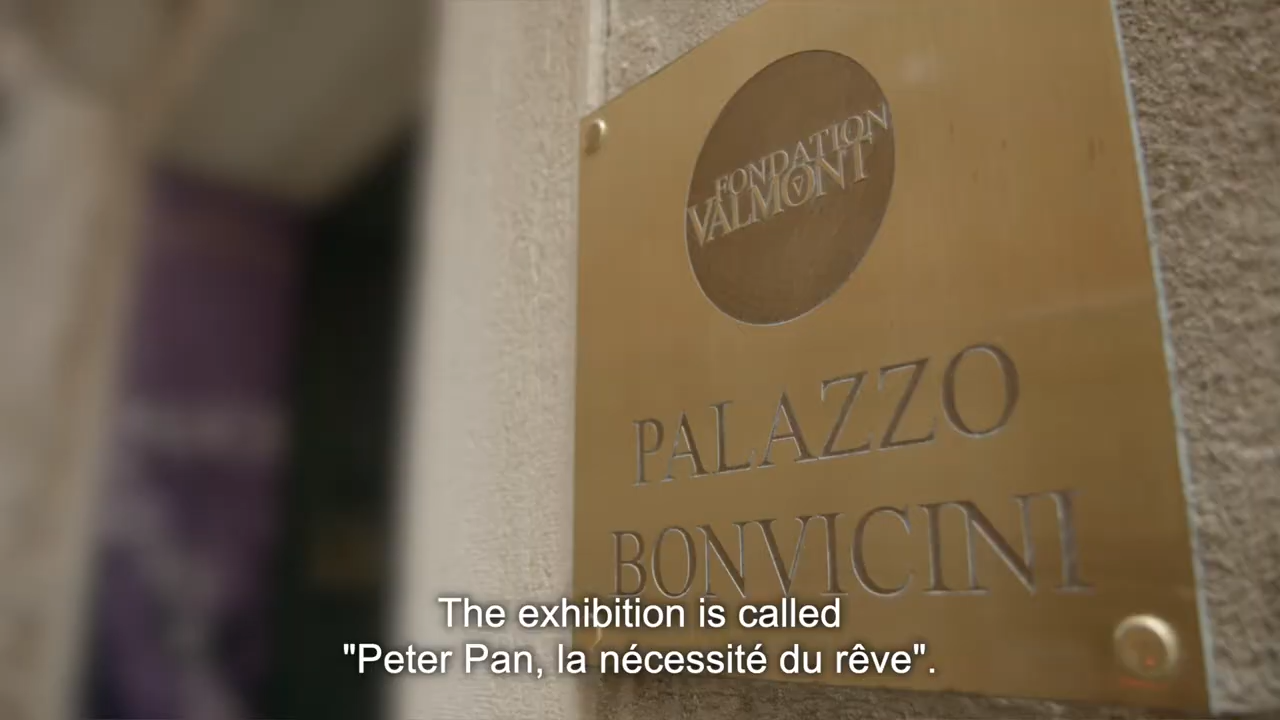 FONDATION
VALMONT
PALAZZO
BONVICINI
The exhibition is called
"Peter Pan, la nécessité du rêve".